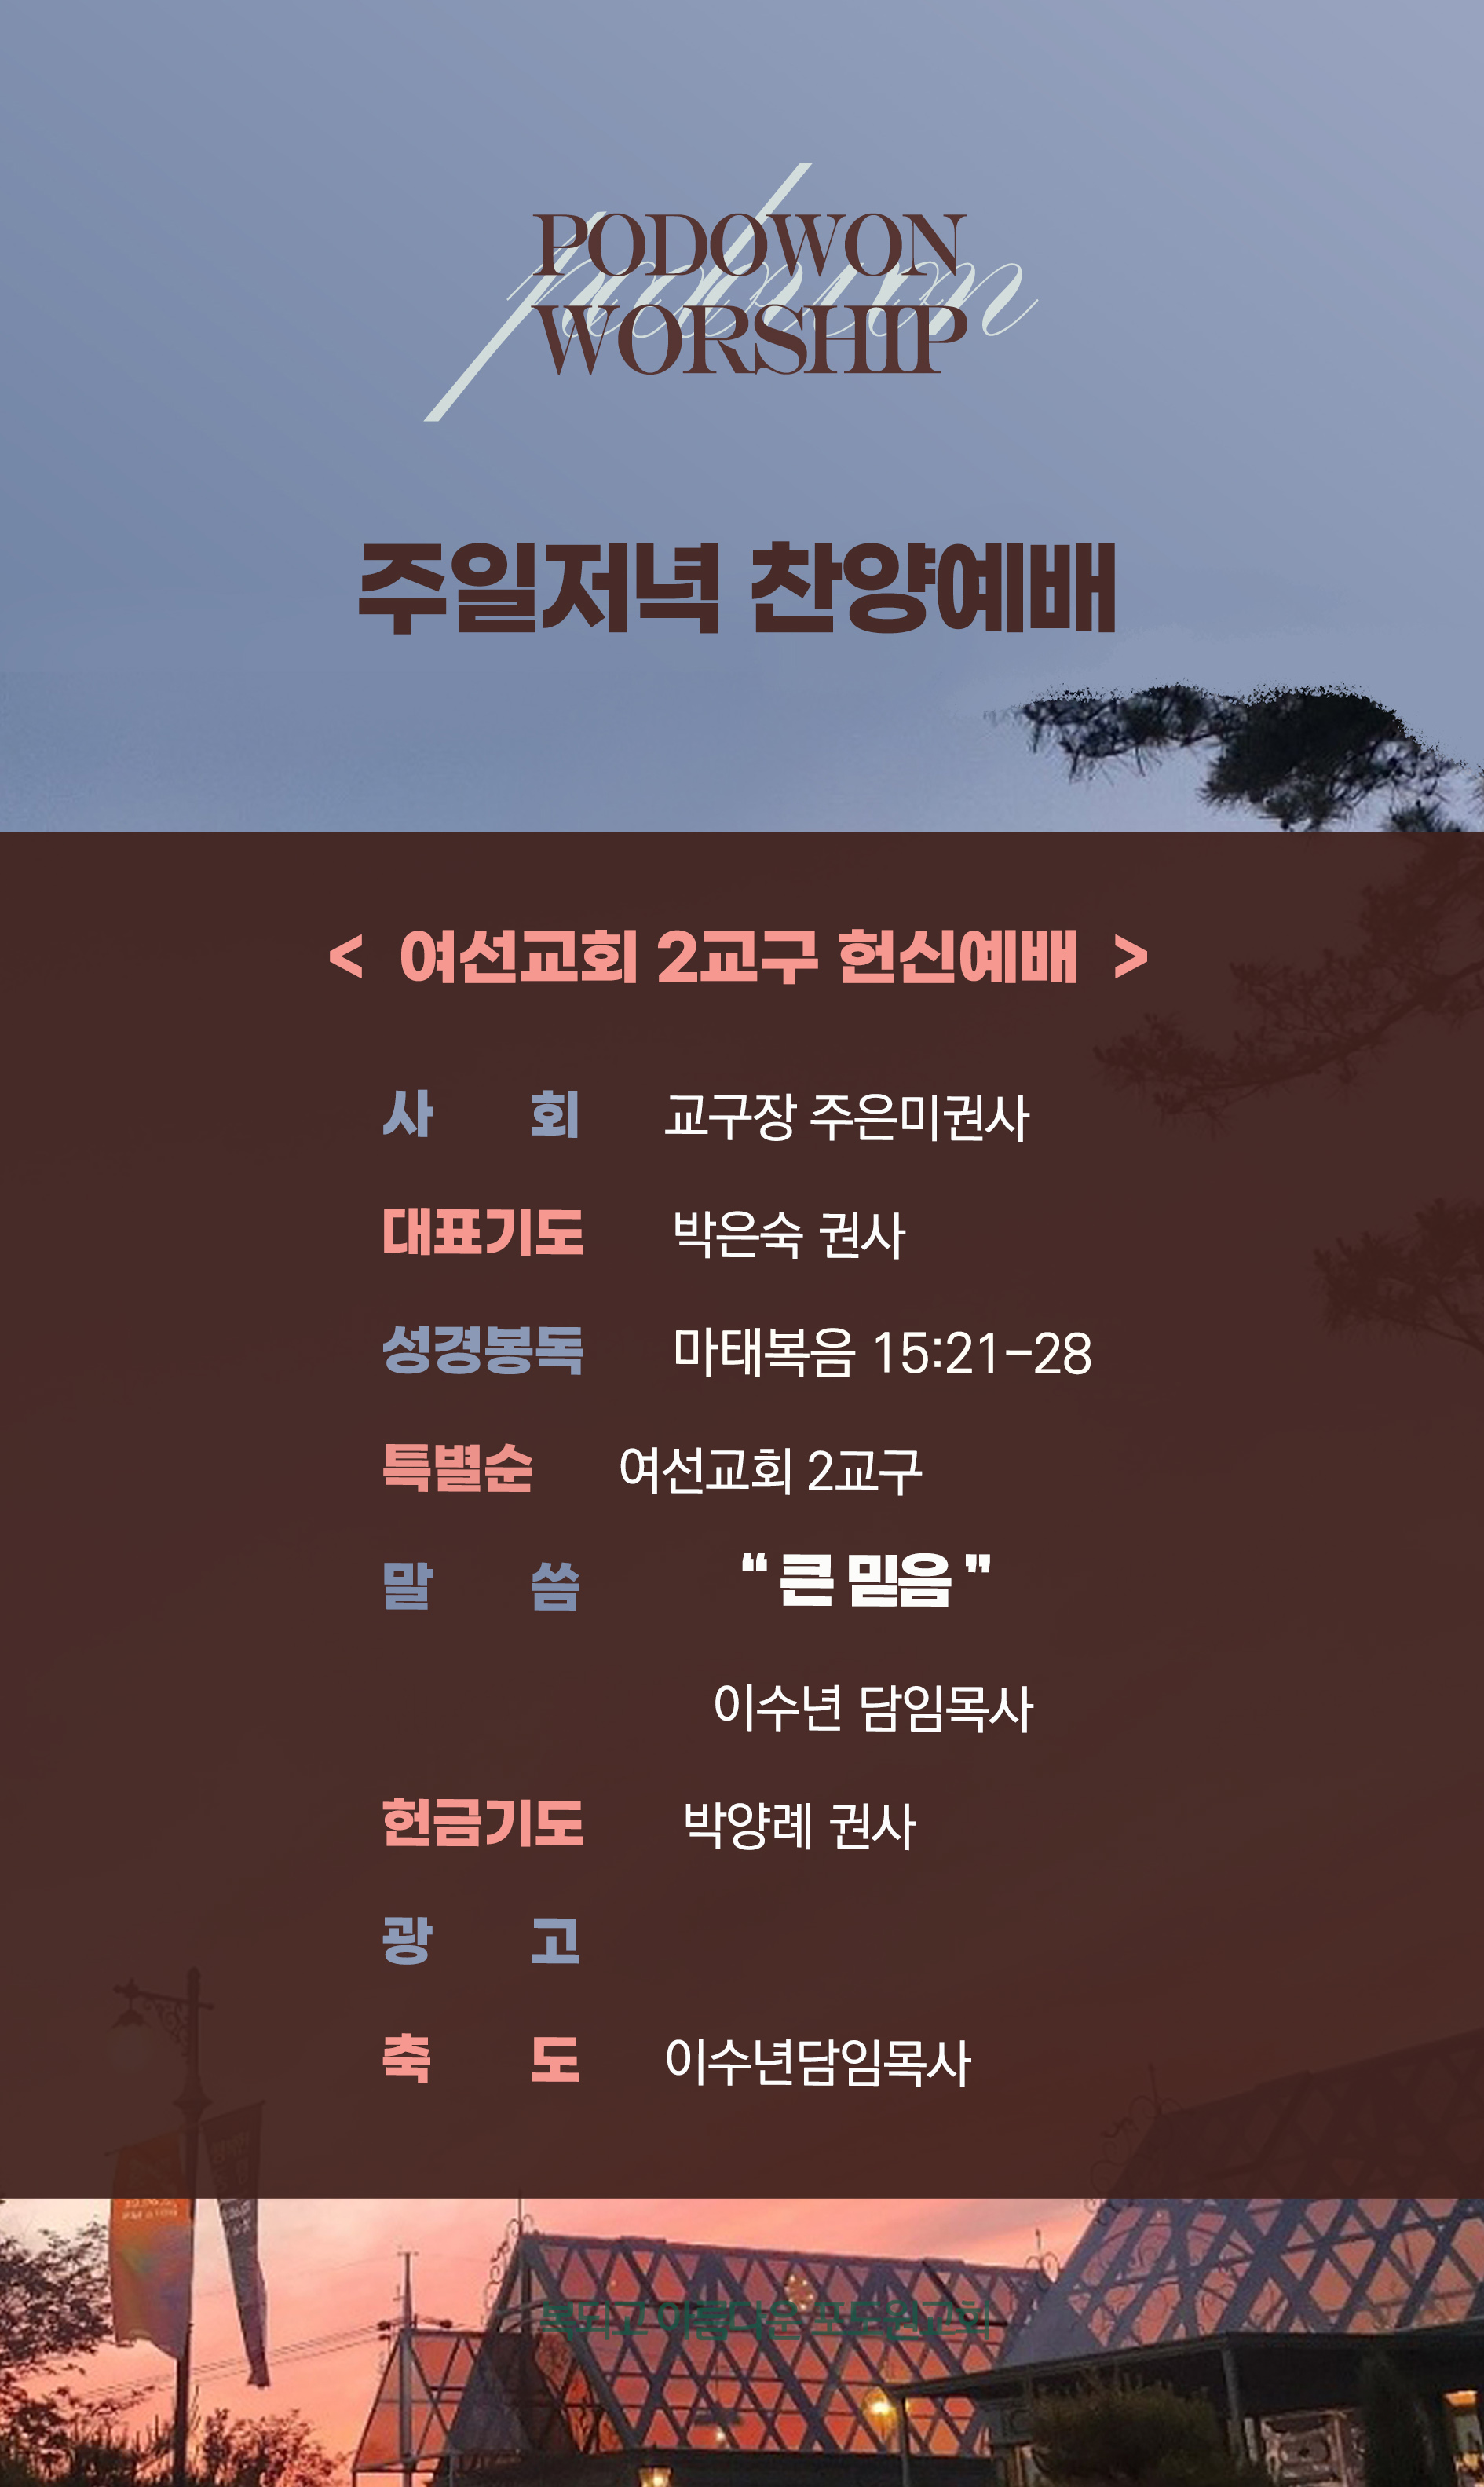 PODOWON
podowon
WORSHIP
주일저녁 찬양예배
< 여선교회 2교구 헌신예배 >
사 회 교구장 주은미권사
대표기도 박은숙 권사
성경봉독 마태복음 15:21-28
특별순 여선교회 2교구
말 씀 “ 큰 믿음 ”
이수년 담임목사
헌금기도 박양례 권사
광 고
축 도 이수년담임목사
복되고 아름다운 포도원교회